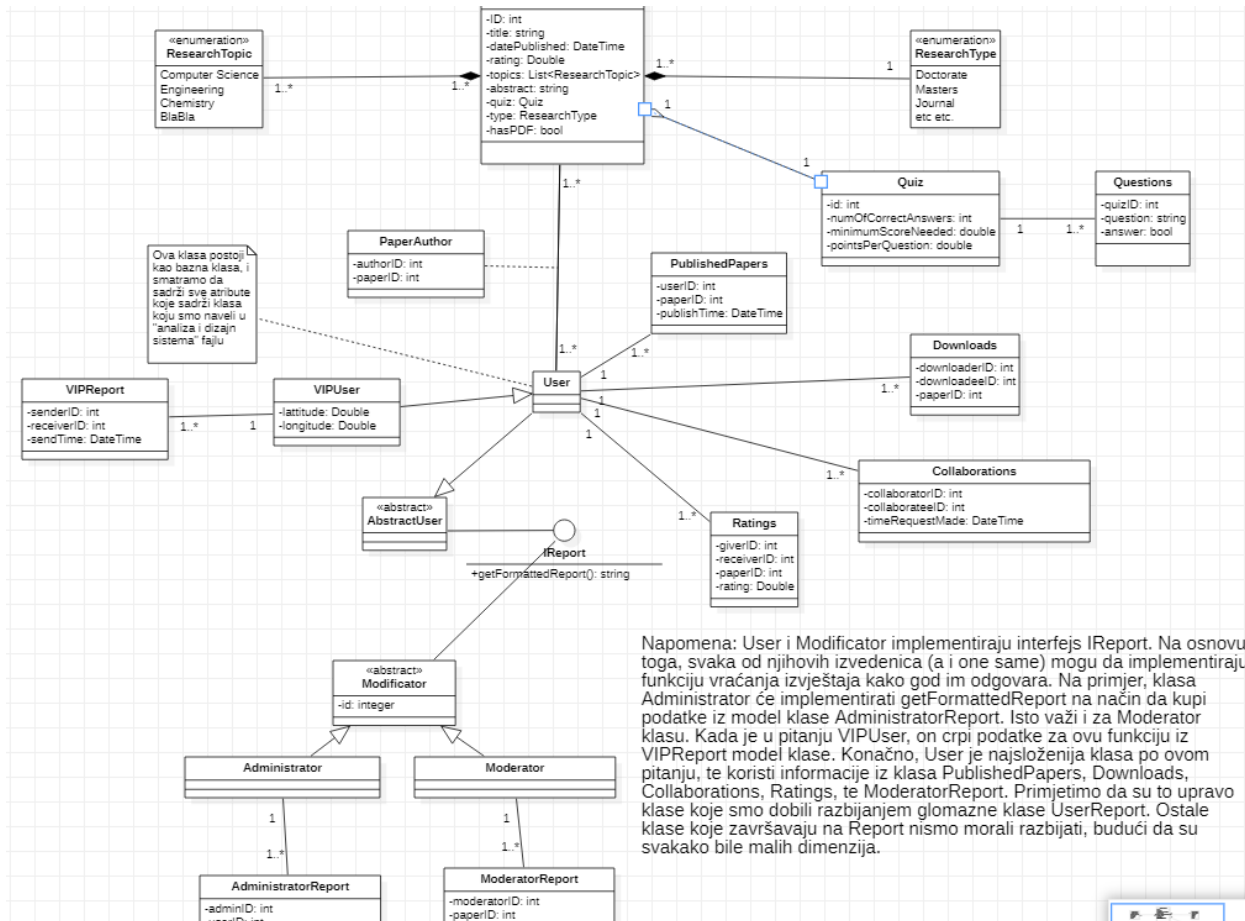 -ID: int
-title: string
-datePublished: DateTime
-rating: Double
-topics: List<ResearchTopic>
-abstract: string
-quiz: Quiz
-type: ResearchType
-hasPDF: bool
«enumeration»
ResearchTopic
Computer Science
Engineering
Chemistry
BlaBla
1..*
1..*
1..*
1
«enumeration»
ResearchType
Doctorate
Masters
Journal
etc etc.
1
1
Quiz
-id: int
-numOfCorrectAnswers: int
-minimumScoreNeeded: double
-pointsPerQuestion: double
1
1..*
Questions
-quizID: int
-question: string
-answer: bool
1..*
1..*
PaperAuthor
-authorID: int
-paperID: int
Ova klasa postoji
kao bazna klasa, i
smatramo da
sadrži sve atribute
koje sadrži klasa
koju smo naveli u
"analiza i dizajn
sistema" fajlu
PublishedPapers
-userID: int
-paperID: int
-publishTime: DateTime
1..*
1
Downloads
-downloaderID: int
-downloadeeID: int
-paperID: int
1..*
1
VIPReport
-senderID: int
-receiverID: int
-sendTime: DateTime
1..*
1
VIPUser
-lattitude: Double
-longitude: Double
User
1
1
Collaborations
-collaboratorID: int
-collaborateeID: int
-timeRequestMade: DateTime
1..*
«abstract»
AbstractUser
IReport
+getFormattedReport(): string
1..*
Ratings
-giverID: int
-receiverID: int
-paperID: int
-rating: Double
«abstract»
Modificator
-id: integer
Administrator
Moderator
1
1..*
1
1..*
AdministratorReport
-adminID: int
-userID: int
ModeratorReport
-moderatorID: int
-paperID: int
Napomena: User i Modificator implementiraju interfejs IReport. Na osnovu
toga, svaka od njihovih izvedenica (a i one same) mogu da implementiraju
funkciju vraćanja izvještaja kako god im odgovara. Na primjer, klasa
Administrator će implementirati getFormattedReport na način da kupi
podatke iz model klase AdministratorReport. Isto važi i za Moderator
klasu. Kada je u pitanju VIPUser, on crpi podatke za ovu funkciju iz
VIPReport model klase. Konačno, User je najsloženija klasa po ovom
pitanju, te koristi informacije iz klasa PublishedPapers, Downloads,
Collaborations, Ratings, te ModeratorReport. Primjetimo da su to upravo
klase koje smo dobili razbijanjem glomazne klase UserReport. Ostale
klase koje završavaju na Report nismo morali razbijati, budući da su
svakako bile malih dimenzija.